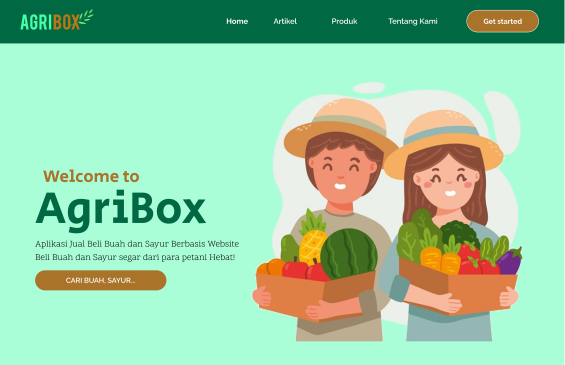 AGRIBOX
Home Artikel Produk Tentang Kami Get started
Welcome to
AgriBox
Aplikasi Jual Beli Buah dan Sayur Berbasis Website
Beli Buah dan Sayur segar dari para petani Hebat!
CARI BUAH, SAYUR...